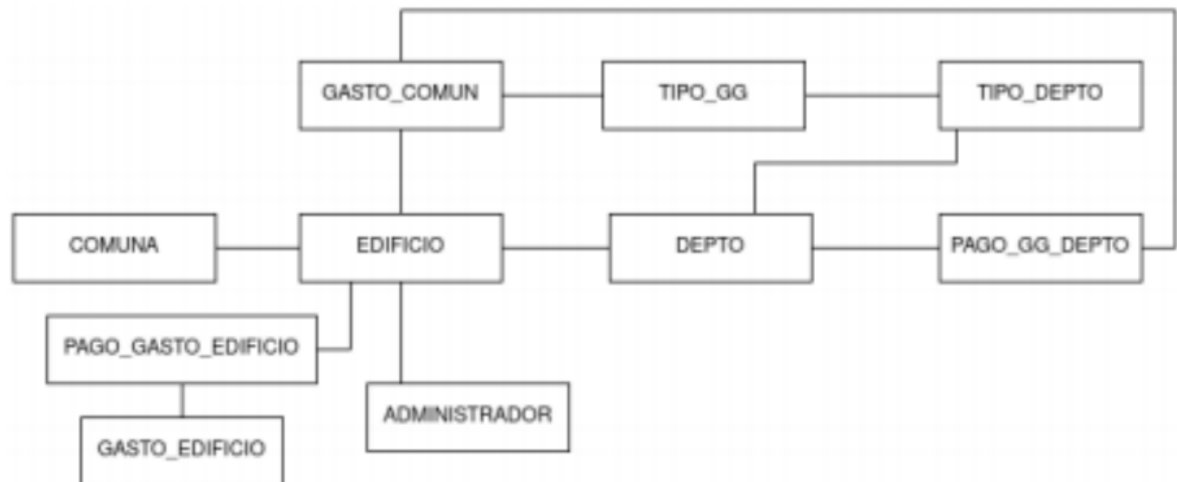 GASTO_COMUN
TIPO_GG
TIPO_DEPTO
COMUNA
EDIFICIO
DEPTO
PAGO_GG_DEPTO
PAGO_GASTO_EDIFICIO
ADMINISTRADOR
GASTO_EDIFICIO